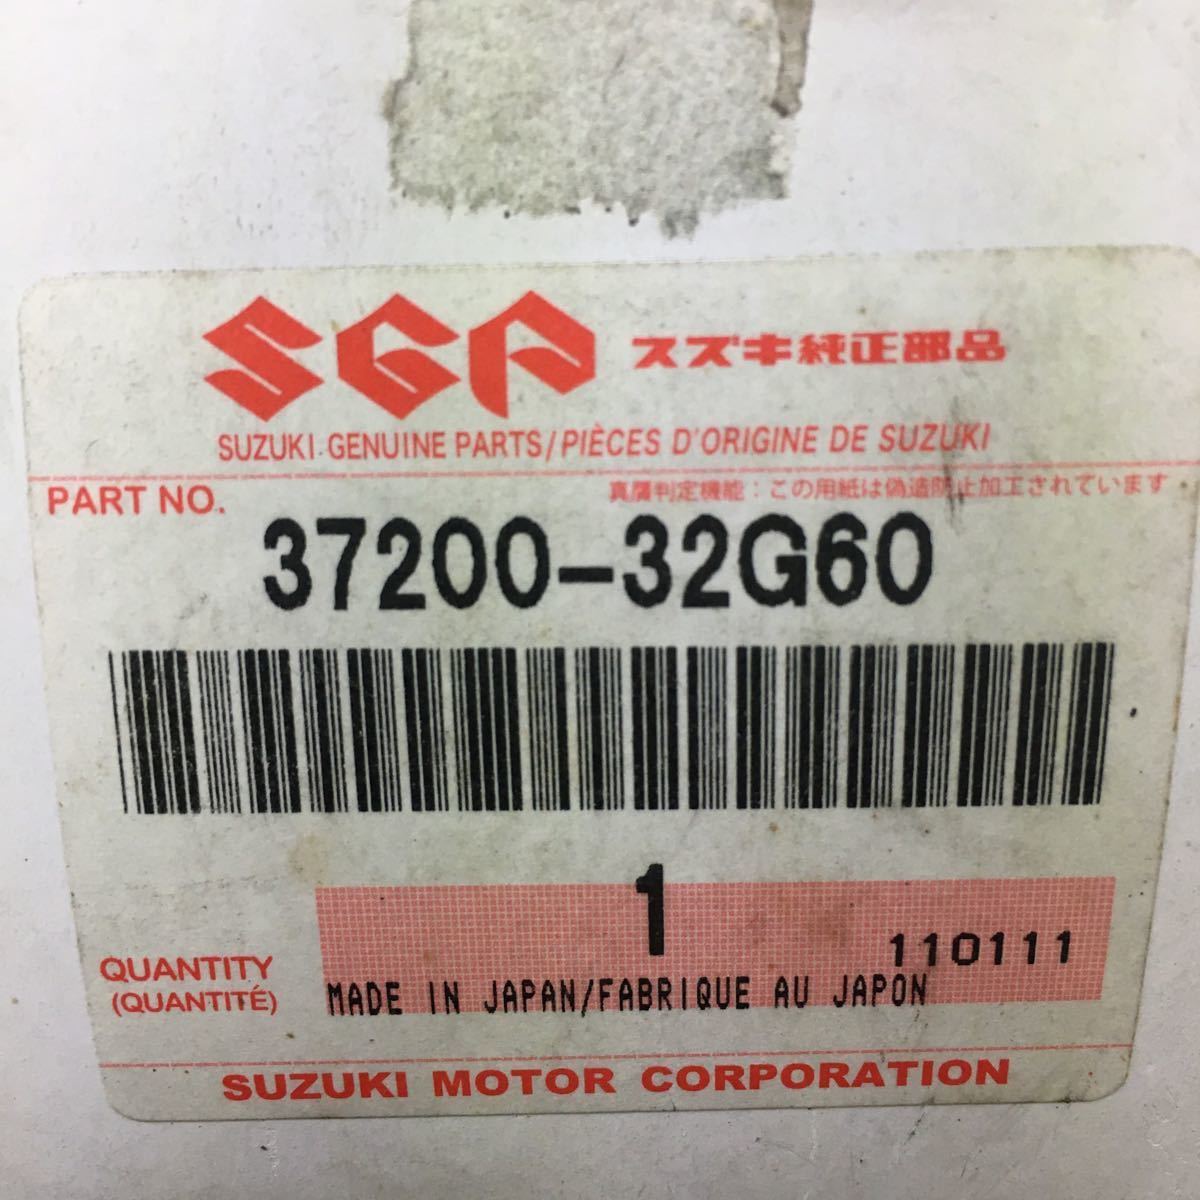 SGP スズキ純正部品
SUZUKI GENUINE PARTS/PIÈCES D'ORIGINE DE SUZUKI
PART NO.
真贋判定機能：この用紙は偽造防止加工されています
37200-32G60
1
110111
QUANTITY
(QUANTITÉ)
MADE IN JAPAN/FABRIQUE AU JAPON
SUZUKI MOTOR CORPORATION